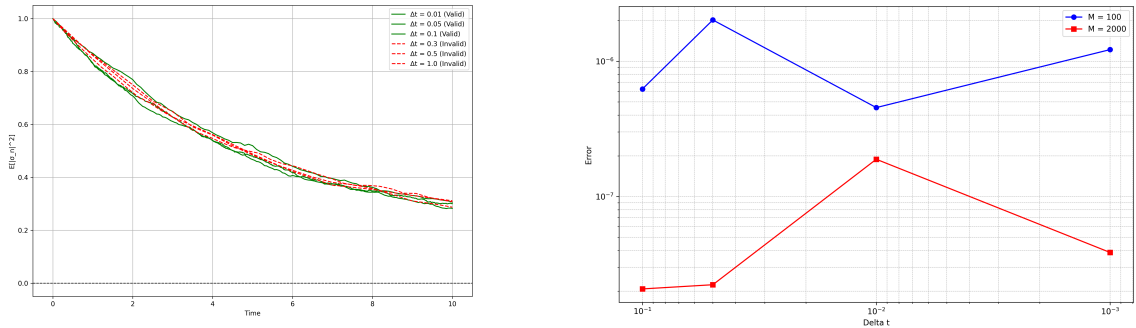 1.0
0.8
0.6
0.4
0.2
0.0
0 2 4 6 8 10
Time
E[|σ_n|^2]
Δt = 0.01 (Valid)
Δt = 0.05 (Valid)
Δt = 0.1 (Valid)
Δt = 0.3 (Invalid)
Δt = 0.5 (Invalid)
Δt = 1.0 (Invalid)
M = 100
M = 2000
10⁻⁶
10⁻⁷
Error
10⁻¹ 10⁻² 10⁻³
Delta t